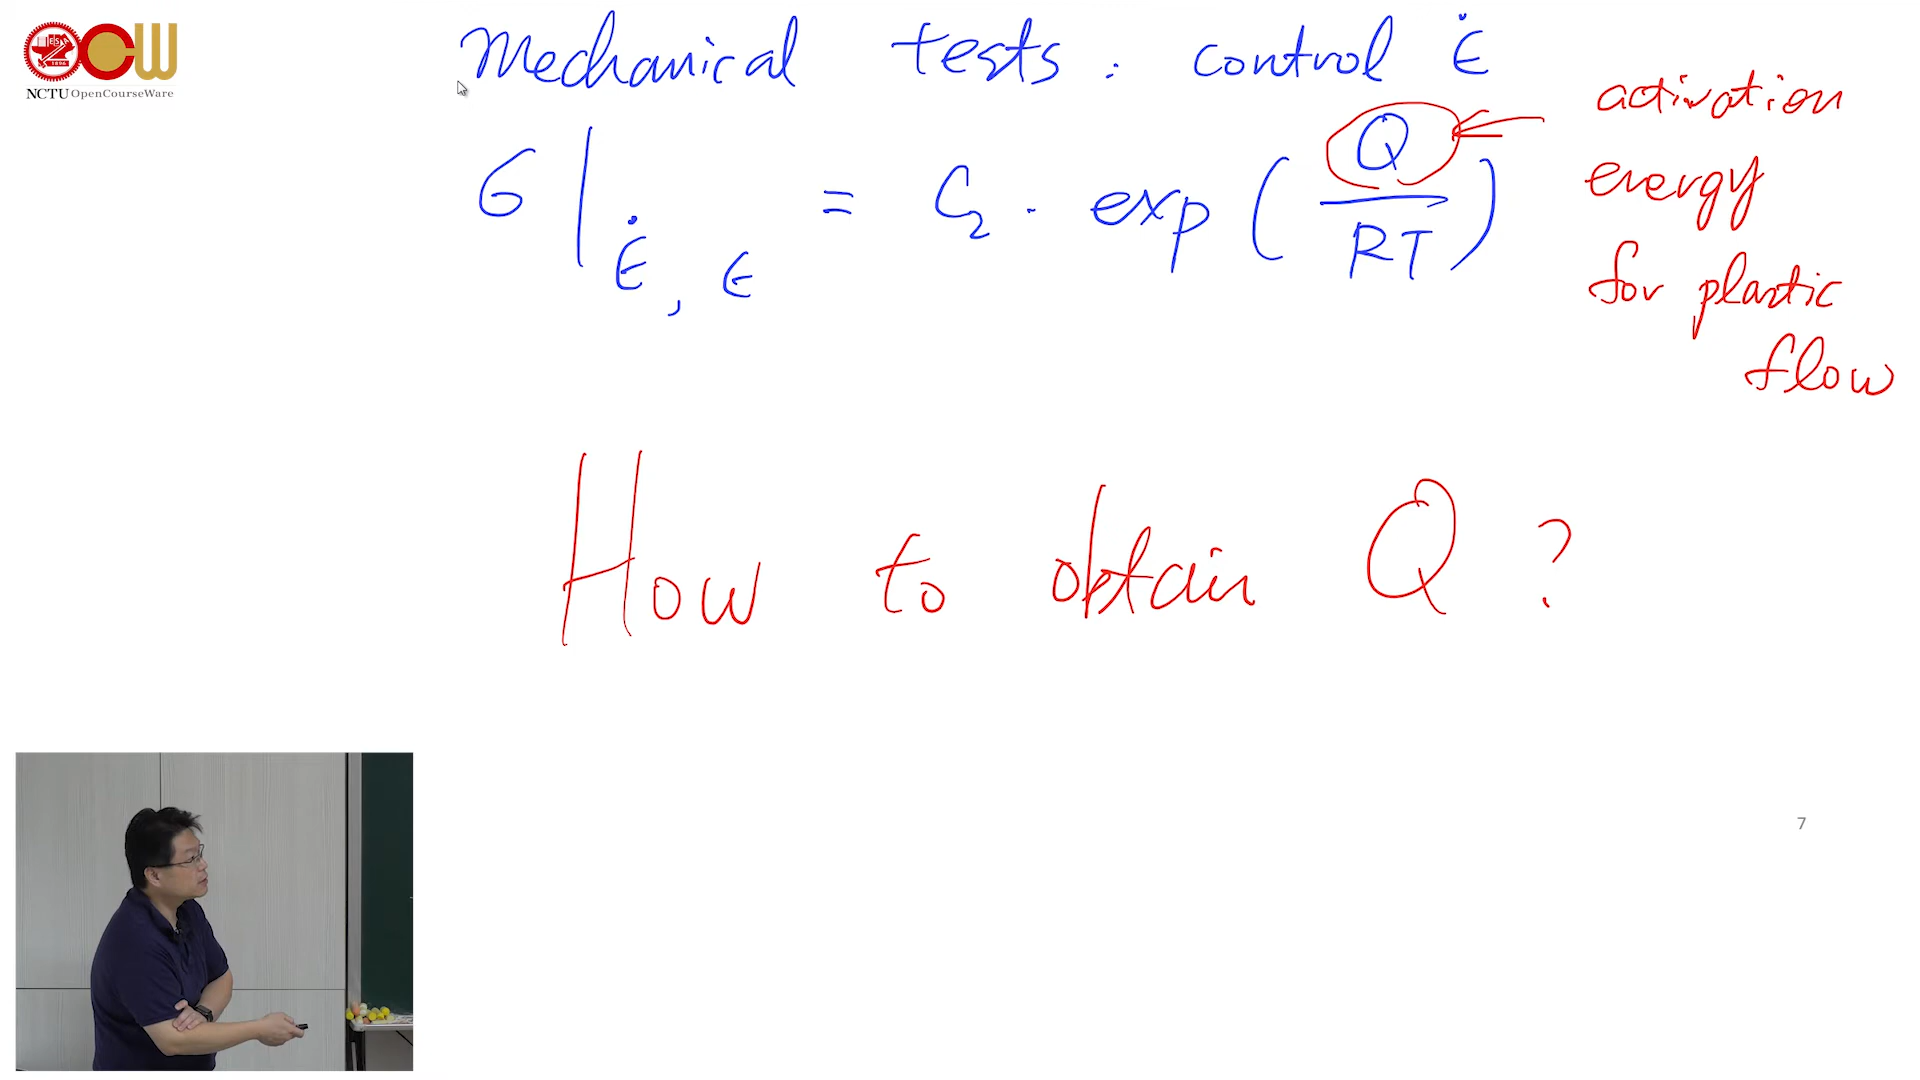 NCTU OpenCourseWare
Mechanical tests : control ε̇
σ |ε̇, ε = C₂ · exp (Q/RT)
activation
energy
for plastic
flow
How to obtain Q ?
7